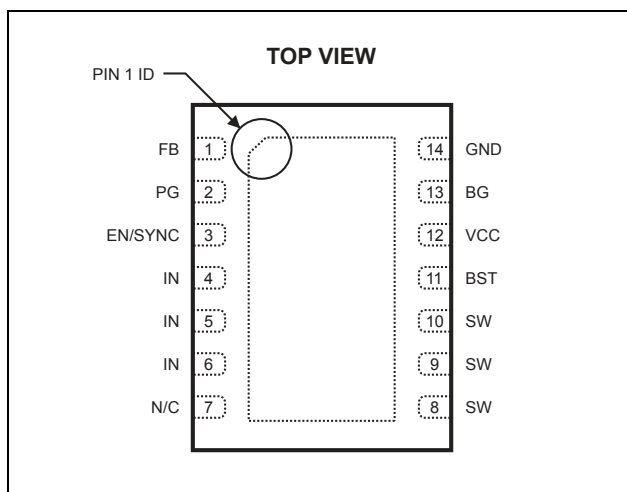 TOP VIEW
PIN 1 ID
FB 1 14 GND
PG 2 13 BG
EN/SYNC 3 12 VCC
IN 4 11 BST
IN 5 10 SW
IN 6 9 SW
N/C 7 8 SW